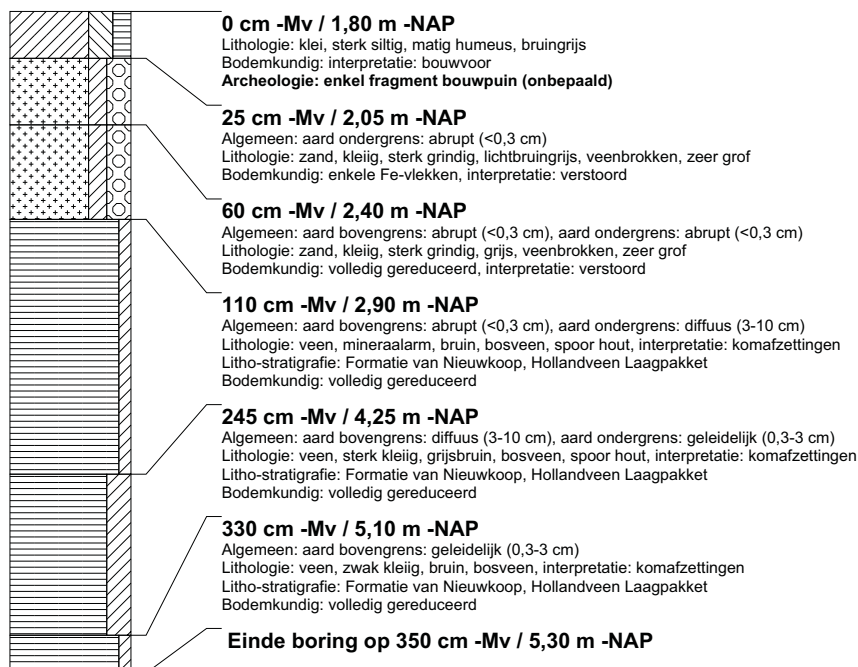 0 cm -Mv / 1,80 m -NAP
Lithologie: klei, sterk siltig, matig humeus, bruingrijs
Bodemkundig: interpretatie: bouwvoor
Archeologie: enkel fragment bouwpuin (onbepaald)
25 cm -Mv / 2,05 m -NAP
Algemeen: aard ondergrens: abrupt (<0,3 cm)
Lithologie: zand, kleiig, sterk grindig, lichtbruingrijs, veenbrokken, zeer grof
Bodemkundig: enkele Fe-vlekken, interpretatie: verstoord
60 cm -Mv / 2,40 m -NAP
Algemeen: aard bovengrens: abrupt (<0,3 cm), aard ondergrens: abrupt (<0,3 cm)
Lithologie: zand, kleiig, sterk grindig, grijs, veenbrokken, zeer grof
Bodemkundig: volledig gereduceerd, interpretatie: verstoord
110 cm -Mv / 2,90 m -NAP
Algemeen: aard bovengrens: abrupt (<0,3 cm), aard ondergrens: diffuus (3-10 cm)
Lithologie: veen, mineraalarm, bruin, bosveen, spoor hout, interpretatie: komafzettingen
Litho-stratigrafie: Formatie van Nieuwkoop, Hollandveen Laagpakket
Bodemkundig: volledig gereduceerd
245 cm -Mv / 4,25 m -NAP
Algemeen: aard bovengrens: diffuus (3-10 cm), aard ondergrens: geleidelijk (0,3-3 cm)
Lithologie: veen, sterk kleiig, grijsbruin, bosveen, spoor hout, interpretatie: komafzettingen
Litho-stratigrafie: Formatie van Nieuwkoop, Hollandveen Laagpakket
Bodemkundig: volledig gereduceerd
330 cm -Mv / 5,10 m -NAP
Algemeen: aard bovengrens: geleidelijk (0,3-3 cm)
Lithologie: veen, zwak kleiig, bruin, bosveen, interpretatie: komafzettingen
Litho-stratigrafie: Formatie van Nieuwkoop, Hollandveen Laagpakket
Bodemkundig: volledig gereduceerd
Einde boring op 350 cm -Mv / 5,30 m -NAP